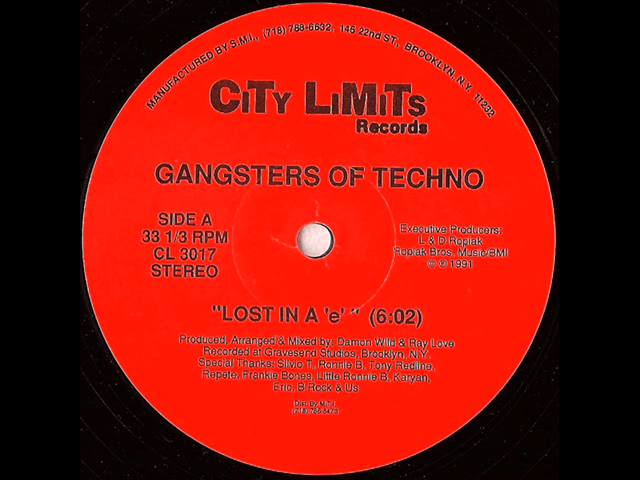 MANUFACTURED BY S.M.I., (718) 788-6632, 146 22nd ST., BROOKLYN, N.Y. 11232
CiTy LiMiTs
Records
GANGSTERS OF TECHNO
SIDE A
33 1/3 RPM
CL 3017
STEREO
Executive Producers:
L & D Ropiak
Ropiak Bros. Music/BMI
© ℗ 1991
"LOST IN A 'e' " (6:02)
Produced, Arranged & Mixed by: Damon Wild & Ray Love
Recorded at Gravesend Studios, Brooklyn, N.Y.
Special Thanks: Silvio T, Ronnie B, Tony Redline,
Repete, Frankie Bones, Little Ronnie B, Karyen,
Eric, B! Rock & Us